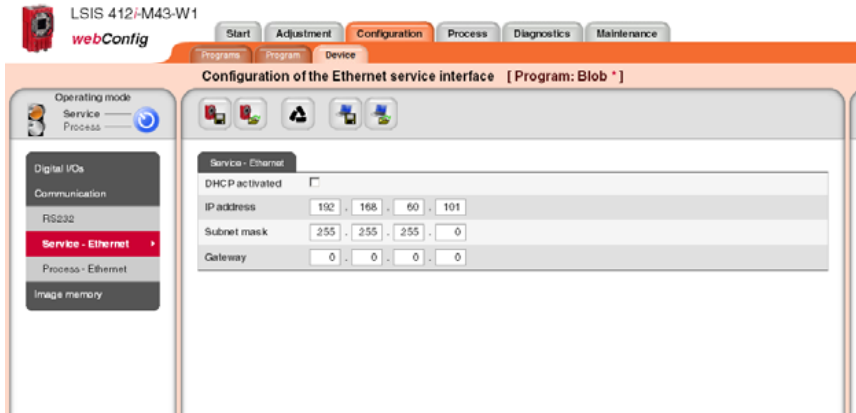 LSIS 412i-M43-W1
webConfig
Start Adjustment Configuration Process Diagnostics Maintenance
Programs Program Device
Configuration of the Ethernet service interface [ Program: Blob * ]
Operating mode
Service
Process
Digital I/Os
Communication
RS232
Service - Ethernet
Process - Ethernet
Image memory
Service - Ethernet
DHCP activated
IP address 192 . 168 . 60 . 101
Subnet mask 255 . 255 . 255 . 0
Gateway 0 . 0 . 0 . 0